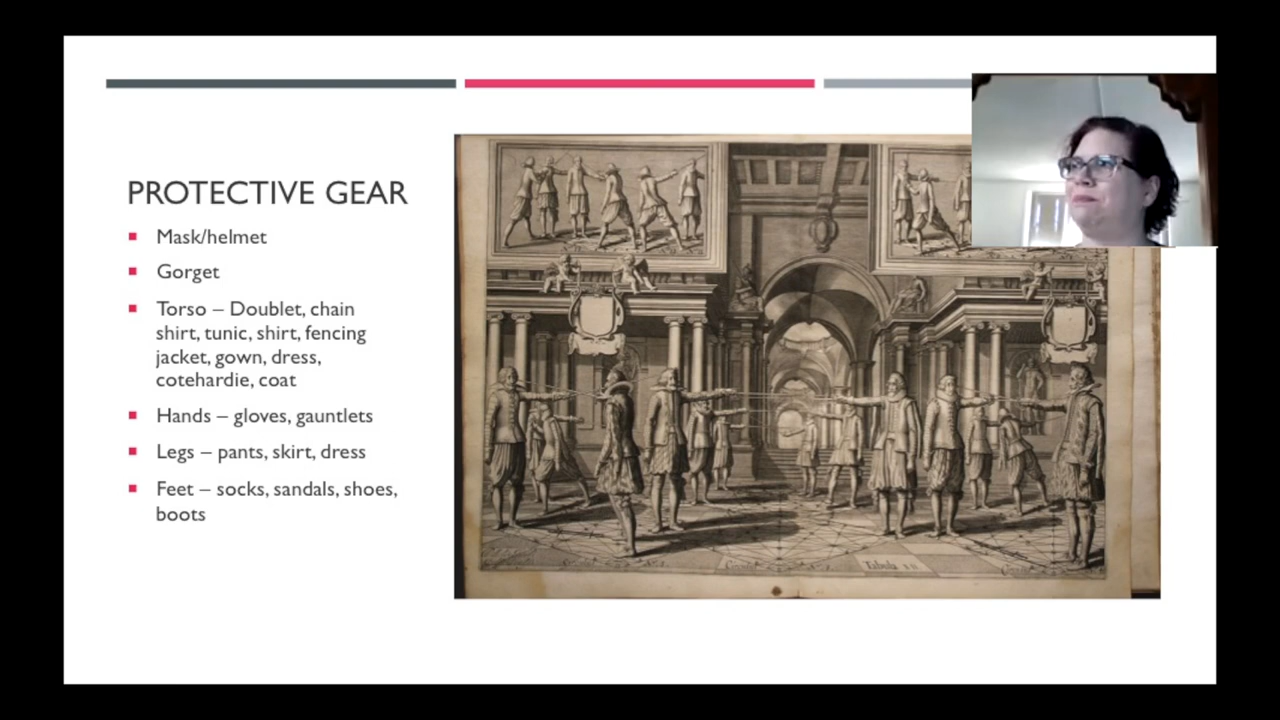 PROTECTIVE GEAR
Mask/helmet
Gorget
Torso – Doublet, chain
shirt, tunic, shirt, fencing
jacket, gown, dress,
cotehardie, coat
Hands – gloves, gauntlets
Legs – pants, skirt, dress
Feet – socks, sandals, shoes,
boots
Tabula